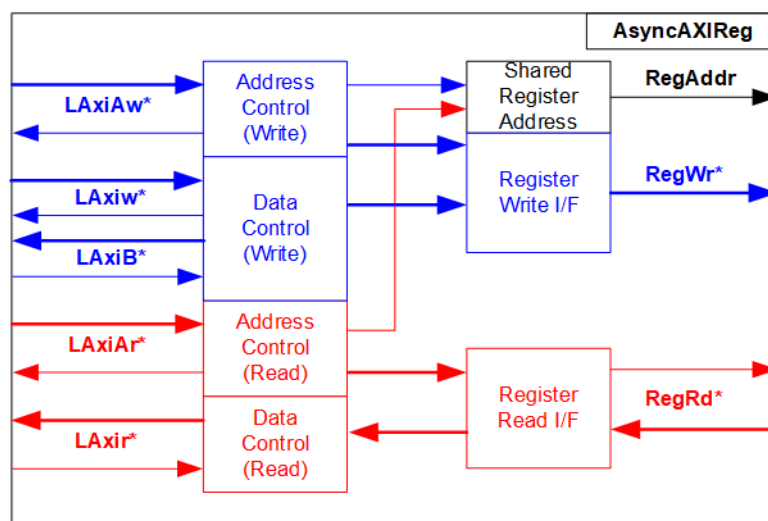 AsyncAXIReg
LAxiAw*
Address
Control
(Write)
Shared
Register
Address
RegAddr
LAxiw*
LAxiB*
Data
Control
(Write)
Register
Write I/F
RegWr*
LAxiAr*
Address
Control
(Read)
Register
Read I/F
RegRd*
LAxir*
Data
Control
(Read)